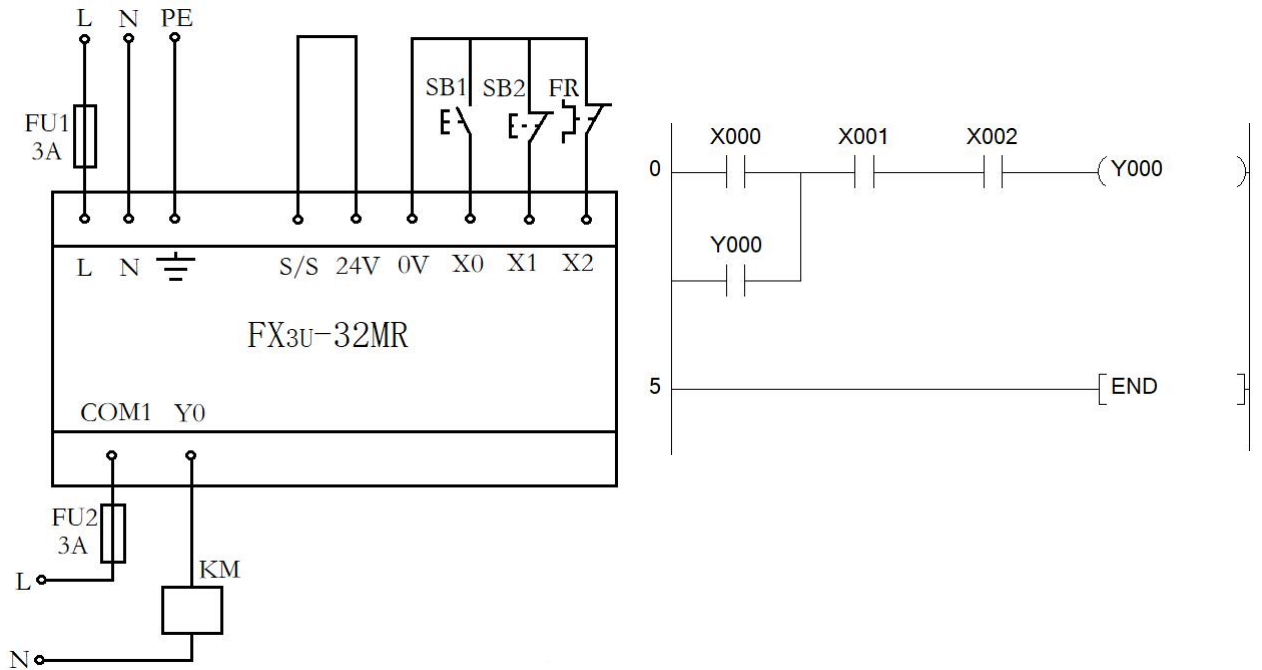 L N PE
SB1 SB2 FR
FU1
3A
L N S/S 24V 0V X0 X1 X2
FX3U-32MR
COM1 Y0
FU2
3A
L
KM
N
X000 X001 X002
0 Y000
Y000
5 END